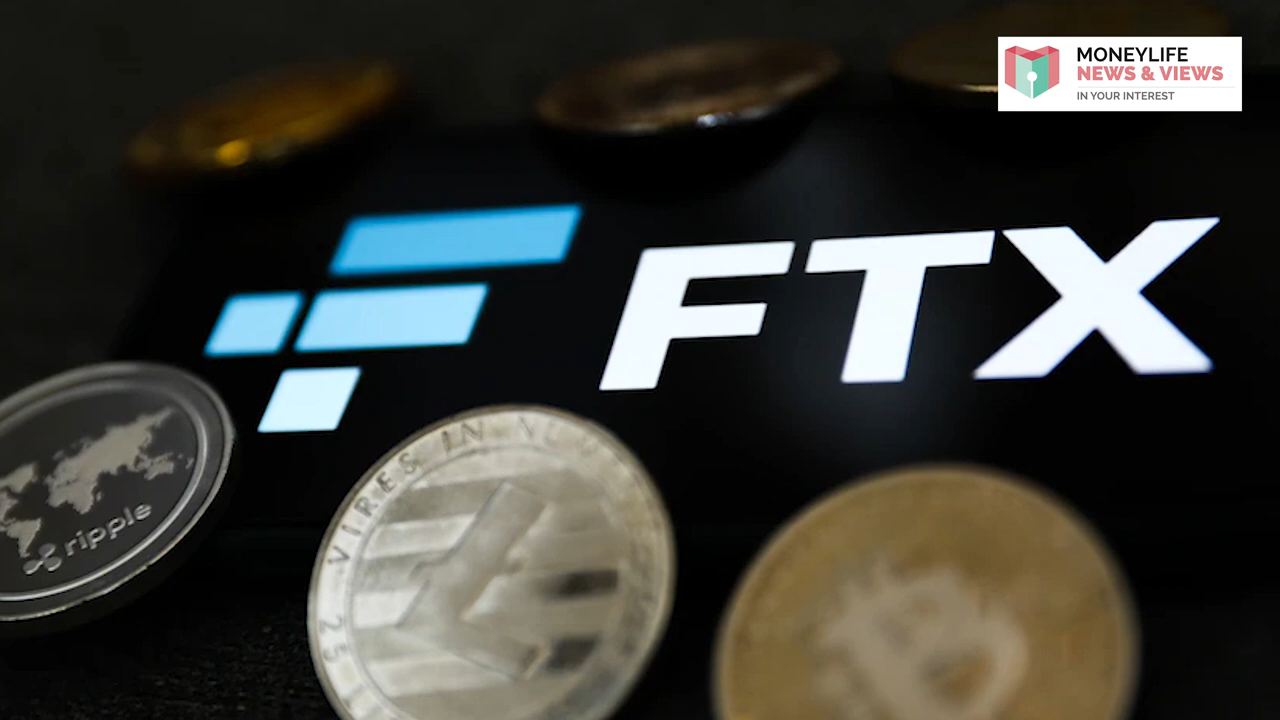 MONEYLIFE
NEWS & VIEWS
IN YOUR INTEREST
FTX
ripple
VIRES IN